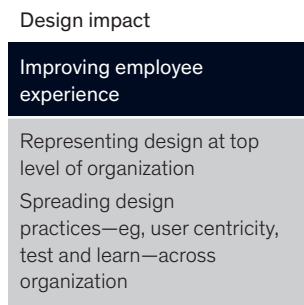 Design impact
Improving employee
experience
Representing design at top
level of organization
Spreading design
practices—eg, user centricity,
test and learn—across
organization